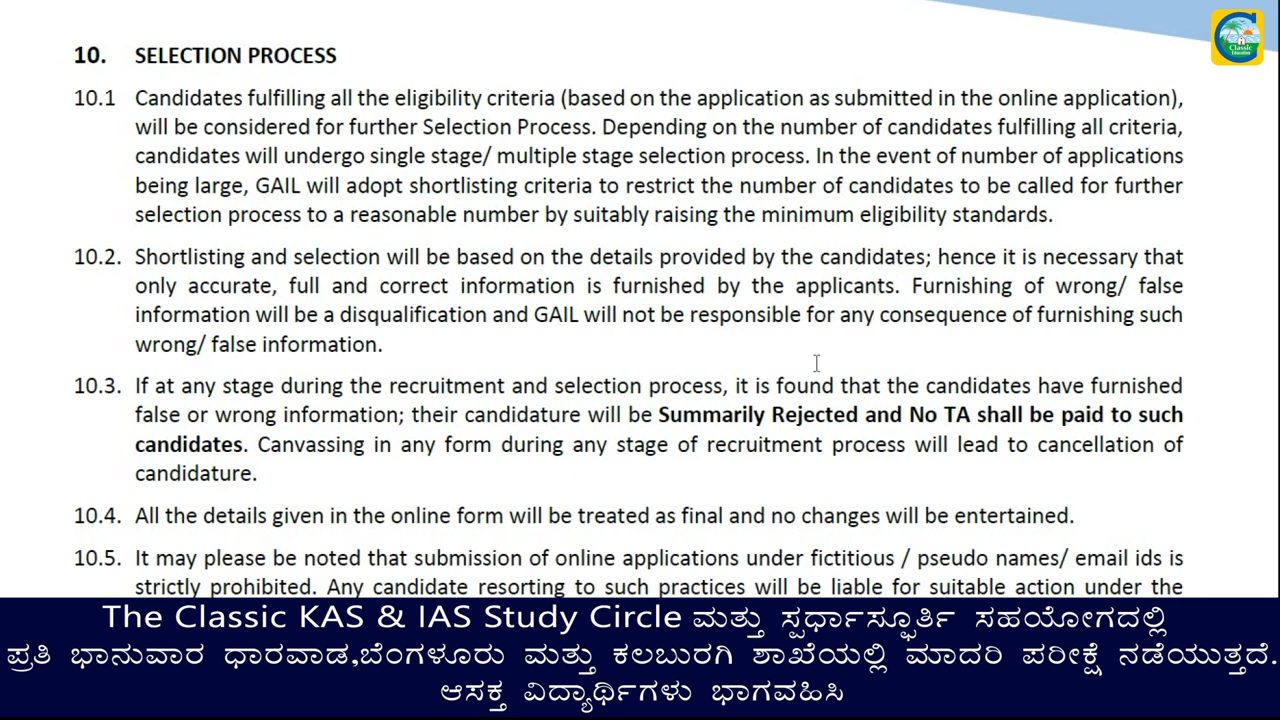 10. SELECTION PROCESS
10.1 Candidates fulfilling all the eligibility criteria (based on the application as submitted in the online application),
will be considered for further Selection Process. Depending on the number of candidates fulfilling all criteria,
candidates will undergo single stage/ multiple stage selection process. In the event of number of applications
being large, GAIL will adopt shortlisting criteria to restrict the number of candidates to be called for further
selection process to a reasonable number by suitably raising the minimum eligibility standards.
10.2. Shortlisting and selection will be based on the details provided by the candidates; hence it is necessary that
only accurate, full and correct information is furnished by the applicants. Furnishing of wrong/ false
information will be a disqualification and GAIL will not be responsible for any consequence of furnishing such
wrong/ false information.
10.3. If at any stage during the recruitment and selection process, it is found that the candidates have furnished
false or wrong information; their candidature will be Summarily Rejected and No TA shall be paid to such
candidates. Canvassing in any form during any stage of recruitment process will lead to cancellation of
candidature.
10.4. All the details given in the online form will be treated as final and no changes will be entertained.
10.5. It may please be noted that submission of online applications under fictitious / pseudo names/ email ids is
strictly prohibited. Any candidate resorting to such practices will be liable for suitable action under the
The Classic KAS & IAS Study Circle ಮತ್ತು ಸ್ಪರ್ಧಾಸ್ಫೂರ್ತಿ ಸಹಯೋಗದಲ್ಲಿ
ಪ್ರತಿ ಭಾನುವಾರ ಧಾರವಾಡ,ಬೆಂಗಳೂರು ಮತ್ತು ಕಲಬುರಗಿ ಶಾಖೆಯಲ್ಲಿ ಮಾದರಿ ಪರೀಕ್ಷೆ ನಡೆಯುತ್ತದೆ.
ಆಸಕ್ತ ವಿದ್ಯಾರ್ಥಿಗಳು ಭಾಗವಹಿಸಿ
Classic
Education